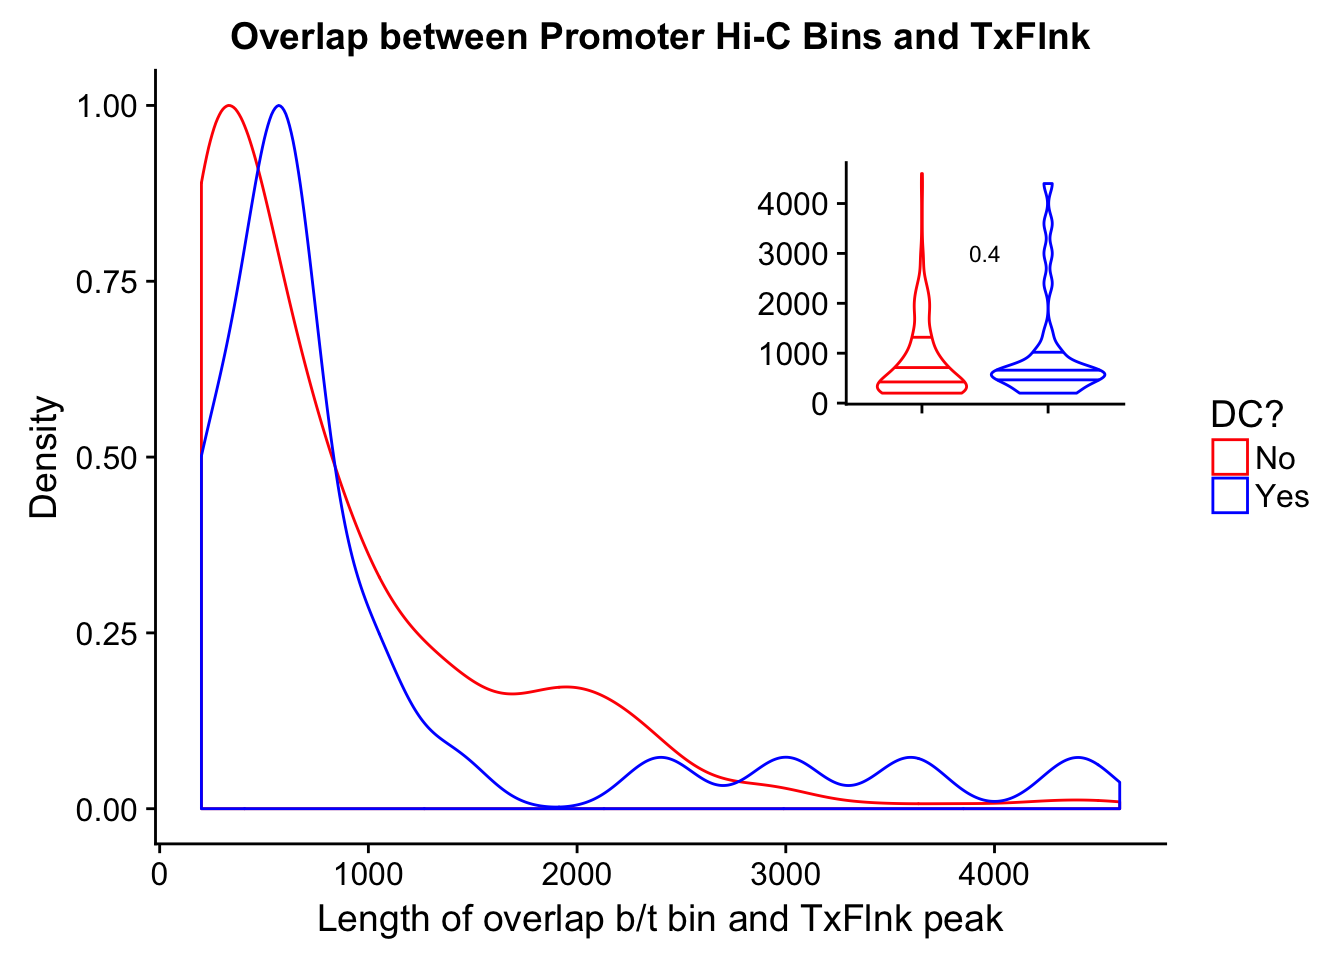 Overlap between Promoter Hi-C Bins and TxFlnk
1.00
0.75
0.50
0.25
0.00
Density
0
1000
2000
3000
4000
Length of overlap b/t bin and TxFlnk peak
4000
3000
2000
1000
0
0.4
DC?
No
Yes